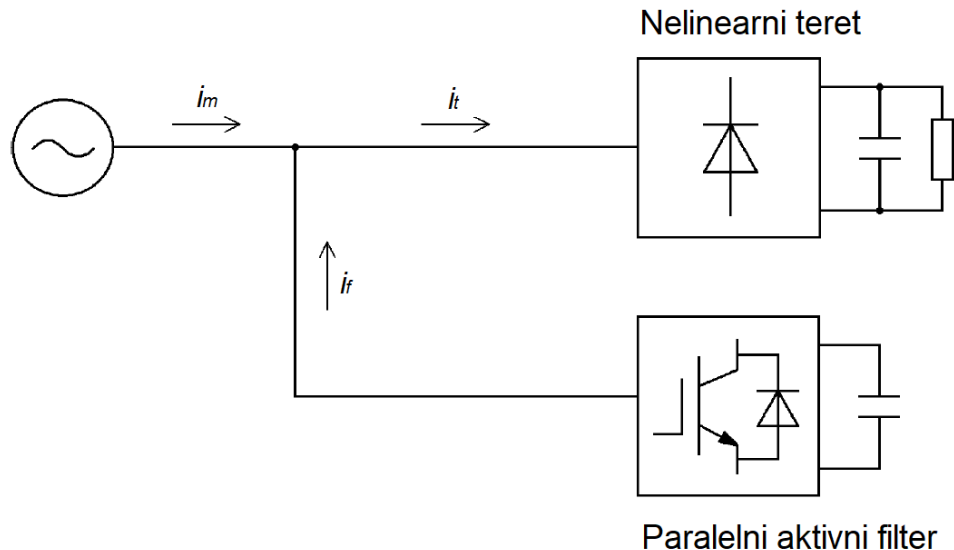 Nelinearni teret
im
it
if
Paralelni aktivni filter